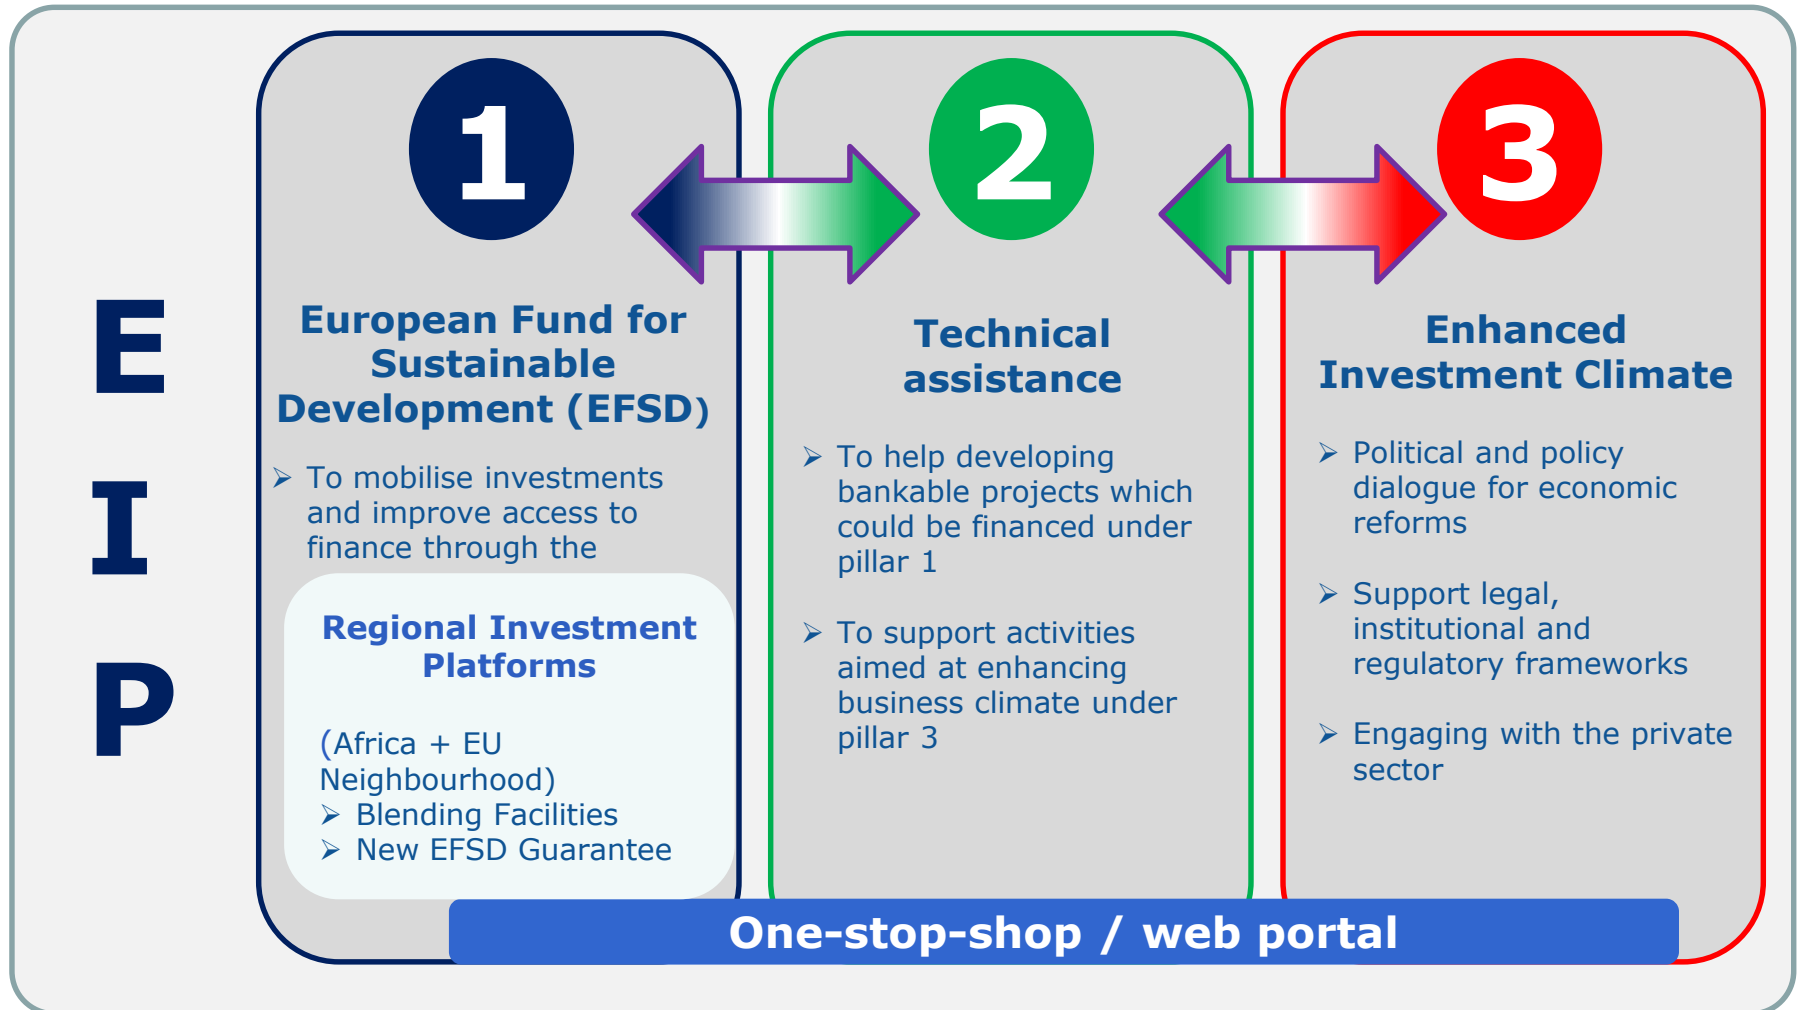 E
I
P
1
European Fund for
Sustainable
Development (EFSD)
➢ To mobilise investments
and improve access to
finance through the
Regional Investment
Platforms
(Africa + EU
Neighbourhood)
➢ Blending Facilities
➢ New EFSD Guarantee
2
Technical
assistance
➢ To help developing
bankable projects which
could be financed under
pillar 1
➢ To support activities
aimed at enhancing
business climate under
pillar 3
3
Enhanced
Investment Climate
➢ Political and policy
dialogue for economic
reforms
➢ Support legal,
institutional and
regulatory frameworks
➢ Engaging with the private
sector
One-stop-shop / web portal